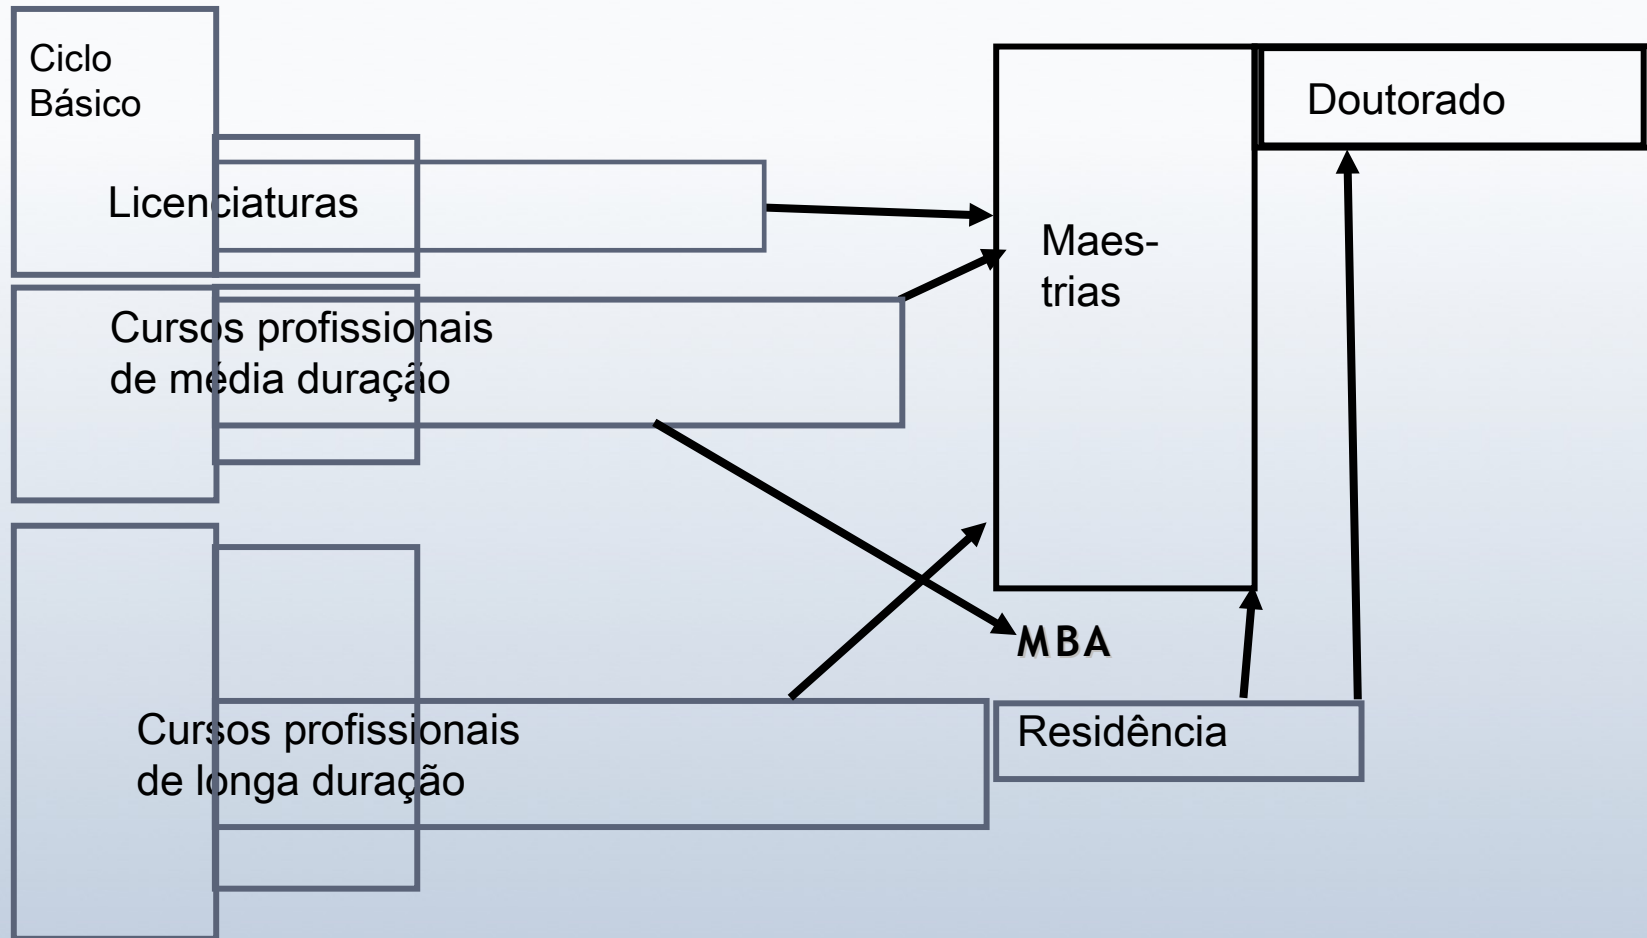 Ciclo
Básico
Doutorado
Licenciaturas
Maes-
trias
Cursos profissionais
de média duração
MBA
Cursos profissionais
de longa duração
Residência